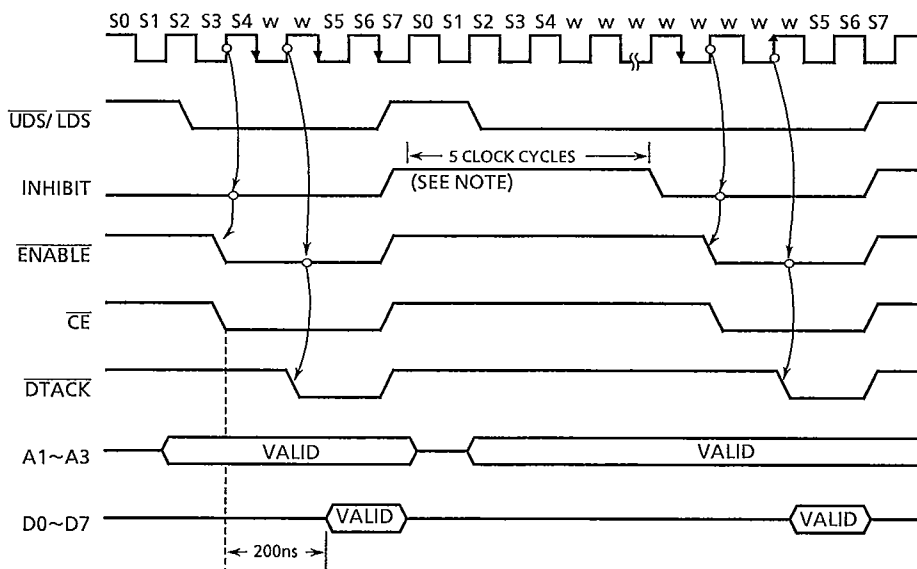 S0 S1 S2 S3 S4 w w S5 S6 S7 S0 S1 S2 S3 S4 w w w w w w w S5 S6 S7
UDS/ LDS
5 CLOCK CYCLES
INHIBIT (SEE NOTE)
ENABLE
CE
DTACK
A1~A3 VALID VALID
D0~D7 VALID VALID
200ns